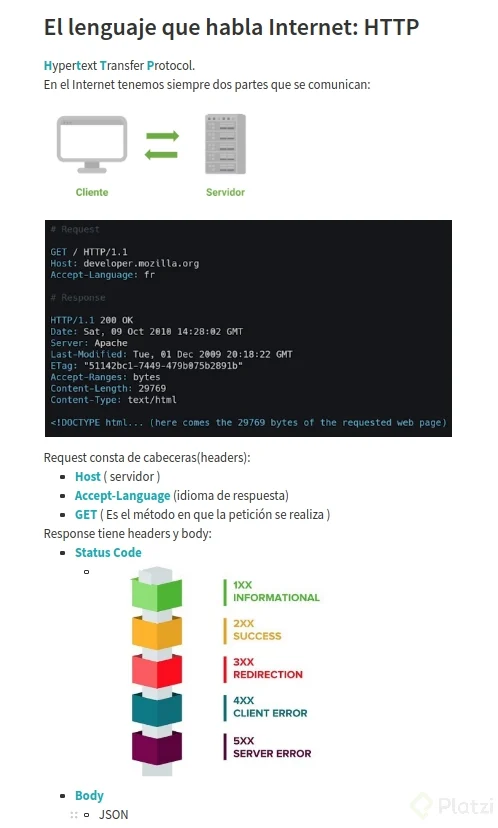 El lenguaje que habla Internet: HTTP
Hypertext Transfer Protocol.
En el Internet tenemos siempre dos partes que se comunican:
Cliente
Servidor
# Request
GET / HTTP/1.1
Host: developer.mozilla.org
Accept-Language: fr
# Response
HTTP/1.1 200 OK
Date: Sat, 09 Oct 2010 14:28:02 GMT
Server: Apache
Last-Modified: Tue, 01 Dec 2009 20:18:22 GMT
ETag: "51142bc1-7449-479b075b2891b"
Accept-Ranges: bytes
Content-Length: 29769
Content-Type: text/html
<!DOCTYPE html... (here comes the 29769 bytes of the requested web page)
Request consta de cabeceras(headers):
Host ( servidor )
Accept-Language (idioma de respuesta)
GET ( Es el método en que la petición se realiza )
Response tiene headers y body:
Status Code
1XX
INFORMATIONAL
2XX
SUCCESS
3XX
REDIRECTION
4XX
CLIENT ERROR
5XX
SERVER ERROR
Body
JSON
Platzi